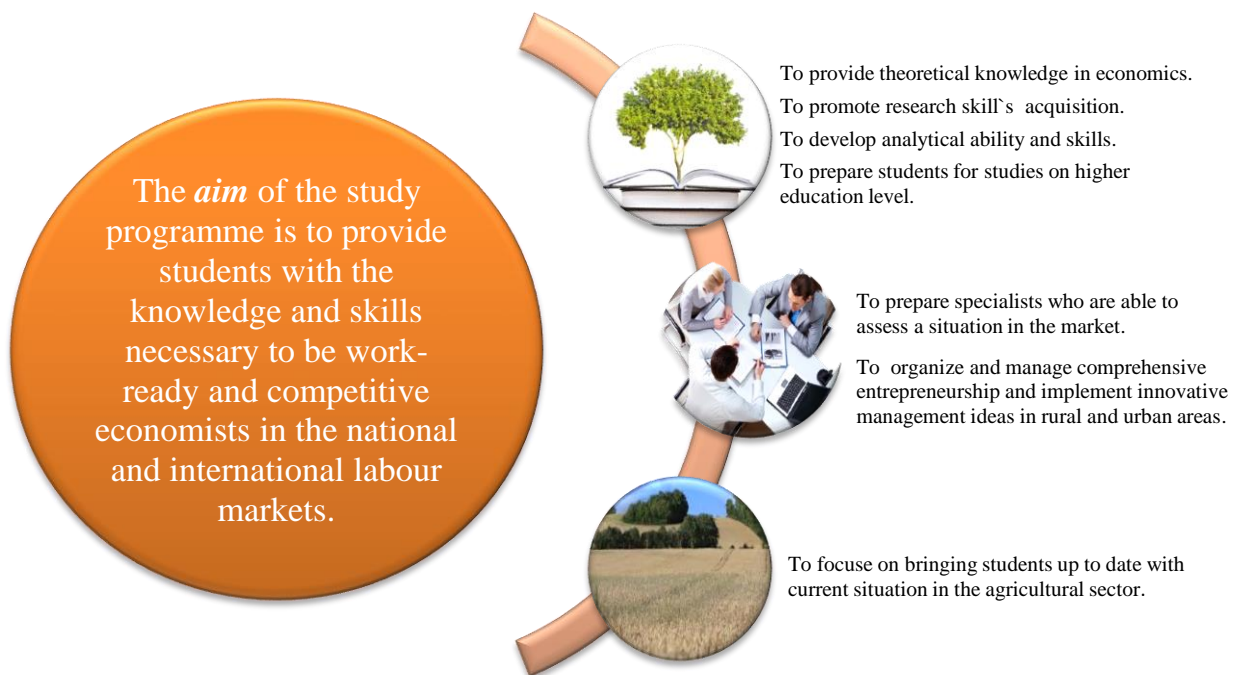 The aim of the study
programme is to provide
students with the
knowledge and skills
necessary to be work-
ready and competitive
economists in the national
and international labour
markets.
To provide theoretical knowledge in economics.
To promote research skill`s  acquisition.
To develop analytical ability and skills.
To prepare students for studies on higher
education level.
To prepare specialists who are able to
assess a situation in the market.
To  organize and manage comprehensive
entrepreneurship and implement innovative
management ideas in rural and urban areas.
To focus on bringing students up to date with
current situation in the agricultural sector.